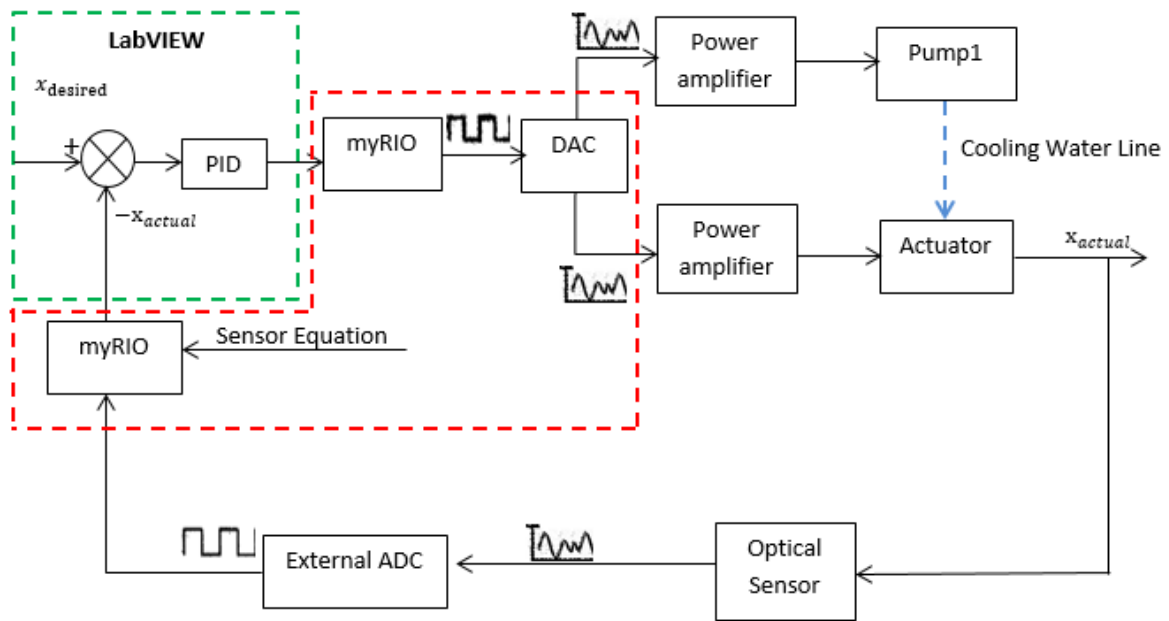 LabVIEW
x_desired
+
PID
−x_actual
myRIO
DAC
Power
amplifier
Pump1
Cooling Water Line
Power
amplifier
Actuator
x_actual
myRIO
Sensor Equation
External ADC
Optical
Sensor